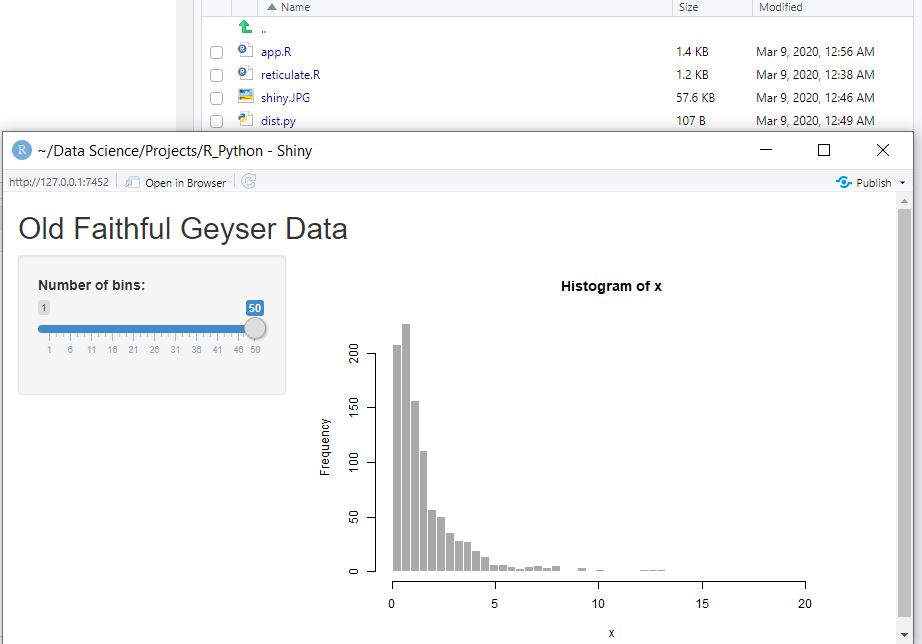 Name Size Modified
..
app.R 1.4 KB Mar 9, 2020, 12:56 AM
reticulate.R 1.2 KB Mar 9, 2020, 12:38 AM
shiny.JPG 57.6 KB Mar 9, 2020, 12:46 AM
dist.py 107 B Mar 9, 2020, 12:49 AM
R ~/Data Science/Projects/R_Python - Shiny
http://127.0.0.1:7452 Open in Browser Publish
Old Faithful Geyser Data
Number of bins:
1 50
1 6 11 16 21 26 31 36 41 46 50
Histogram of x
Frequency
200
150
100
50
0
0 5 10 15 20
x